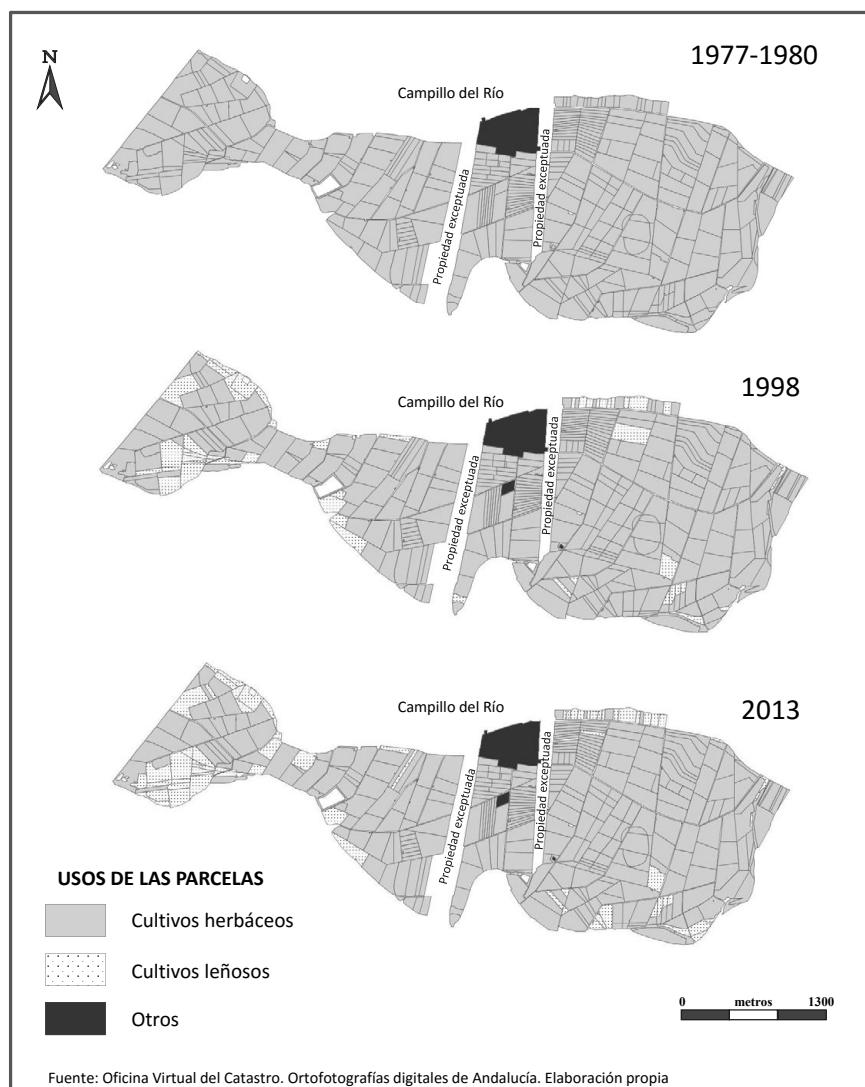 N
1977-1980
Campillo del Río
Propiedad exceptuada
Propiedad exceptuada
1998
Campillo del Río
Propiedad exceptuada
Propiedad exceptuada
2013
Campillo del Río
Propiedad exceptuada
Propiedad exceptuada
USOS DE LAS PARCELAS
Cultivos herbáceos
Cultivos leñosos
Otros
0 metros 1300
Fuente: Oficina Virtual del Catastro. Ortofotografías digitales de Andalucía. Elaboración propia